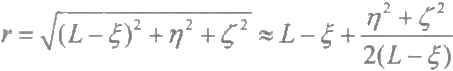 r = √((L − ξ)² + η² + ζ²) ≈ L − ξ + (η² + ζ²) / (2(L − ξ))